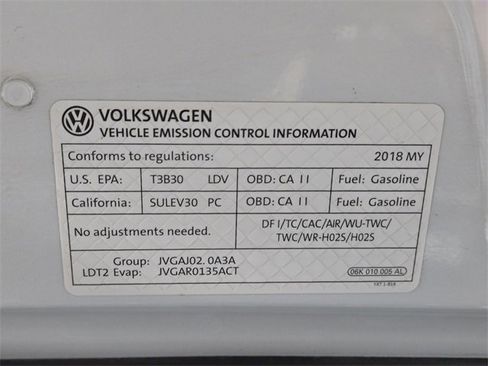 VOLKSWAGEN
VEHICLE EMISSION CONTROL INFORMATION
Conforms to regulations: 2018 MY
U.S. EPA: T3B30 LDV OBD: CA II Fuel: Gasoline
California: SULEV30 PC OBD: CA II Fuel: Gasoline
No adjustments needed.
DFI/TC/CAC/AIR/WU-TWC/
TWC/WR-HO2S/HO2S
Group: JVGAJ02.0A3A
LDT2 Evap: JVGAR0135ACT
06K 010 005 AL